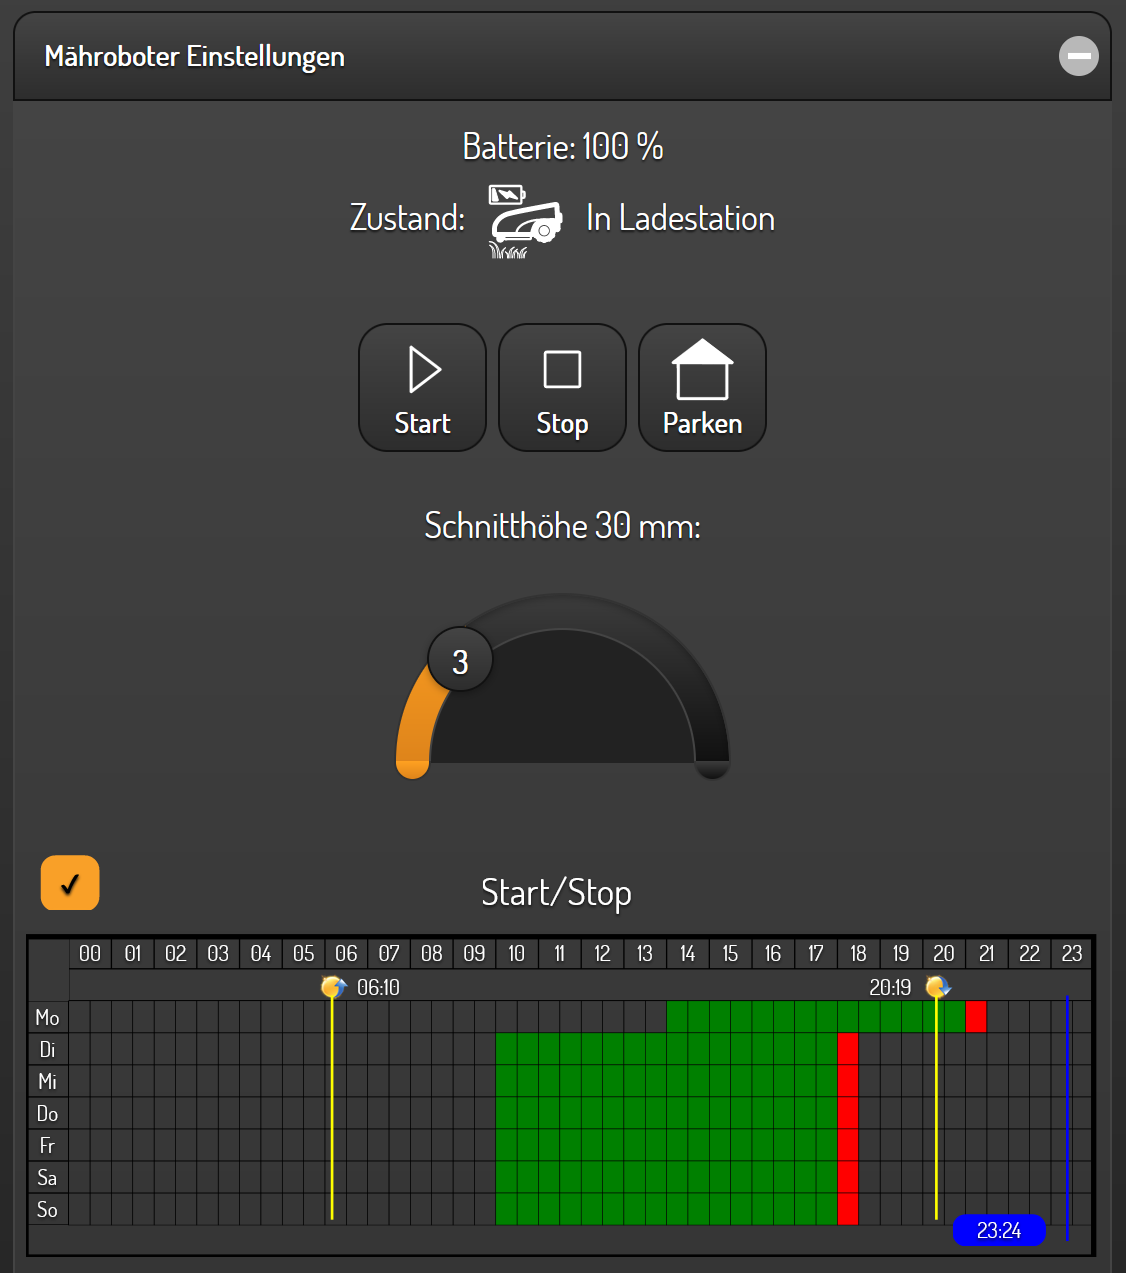 Mähroboter Einstellungen
Batterie: 100 %
Zustand: In Ladestation
Start Stop Parken
Schnitthöhe 30 mm:
3
Start/Stop
00 01 02 03 04 05 06 07 08 09 10 11 12 13 14 15 16 17 18 19 20 21 22 23
06:10 20:19
Mo
Di
Mi
Do
Fr
Sa
So
23:24